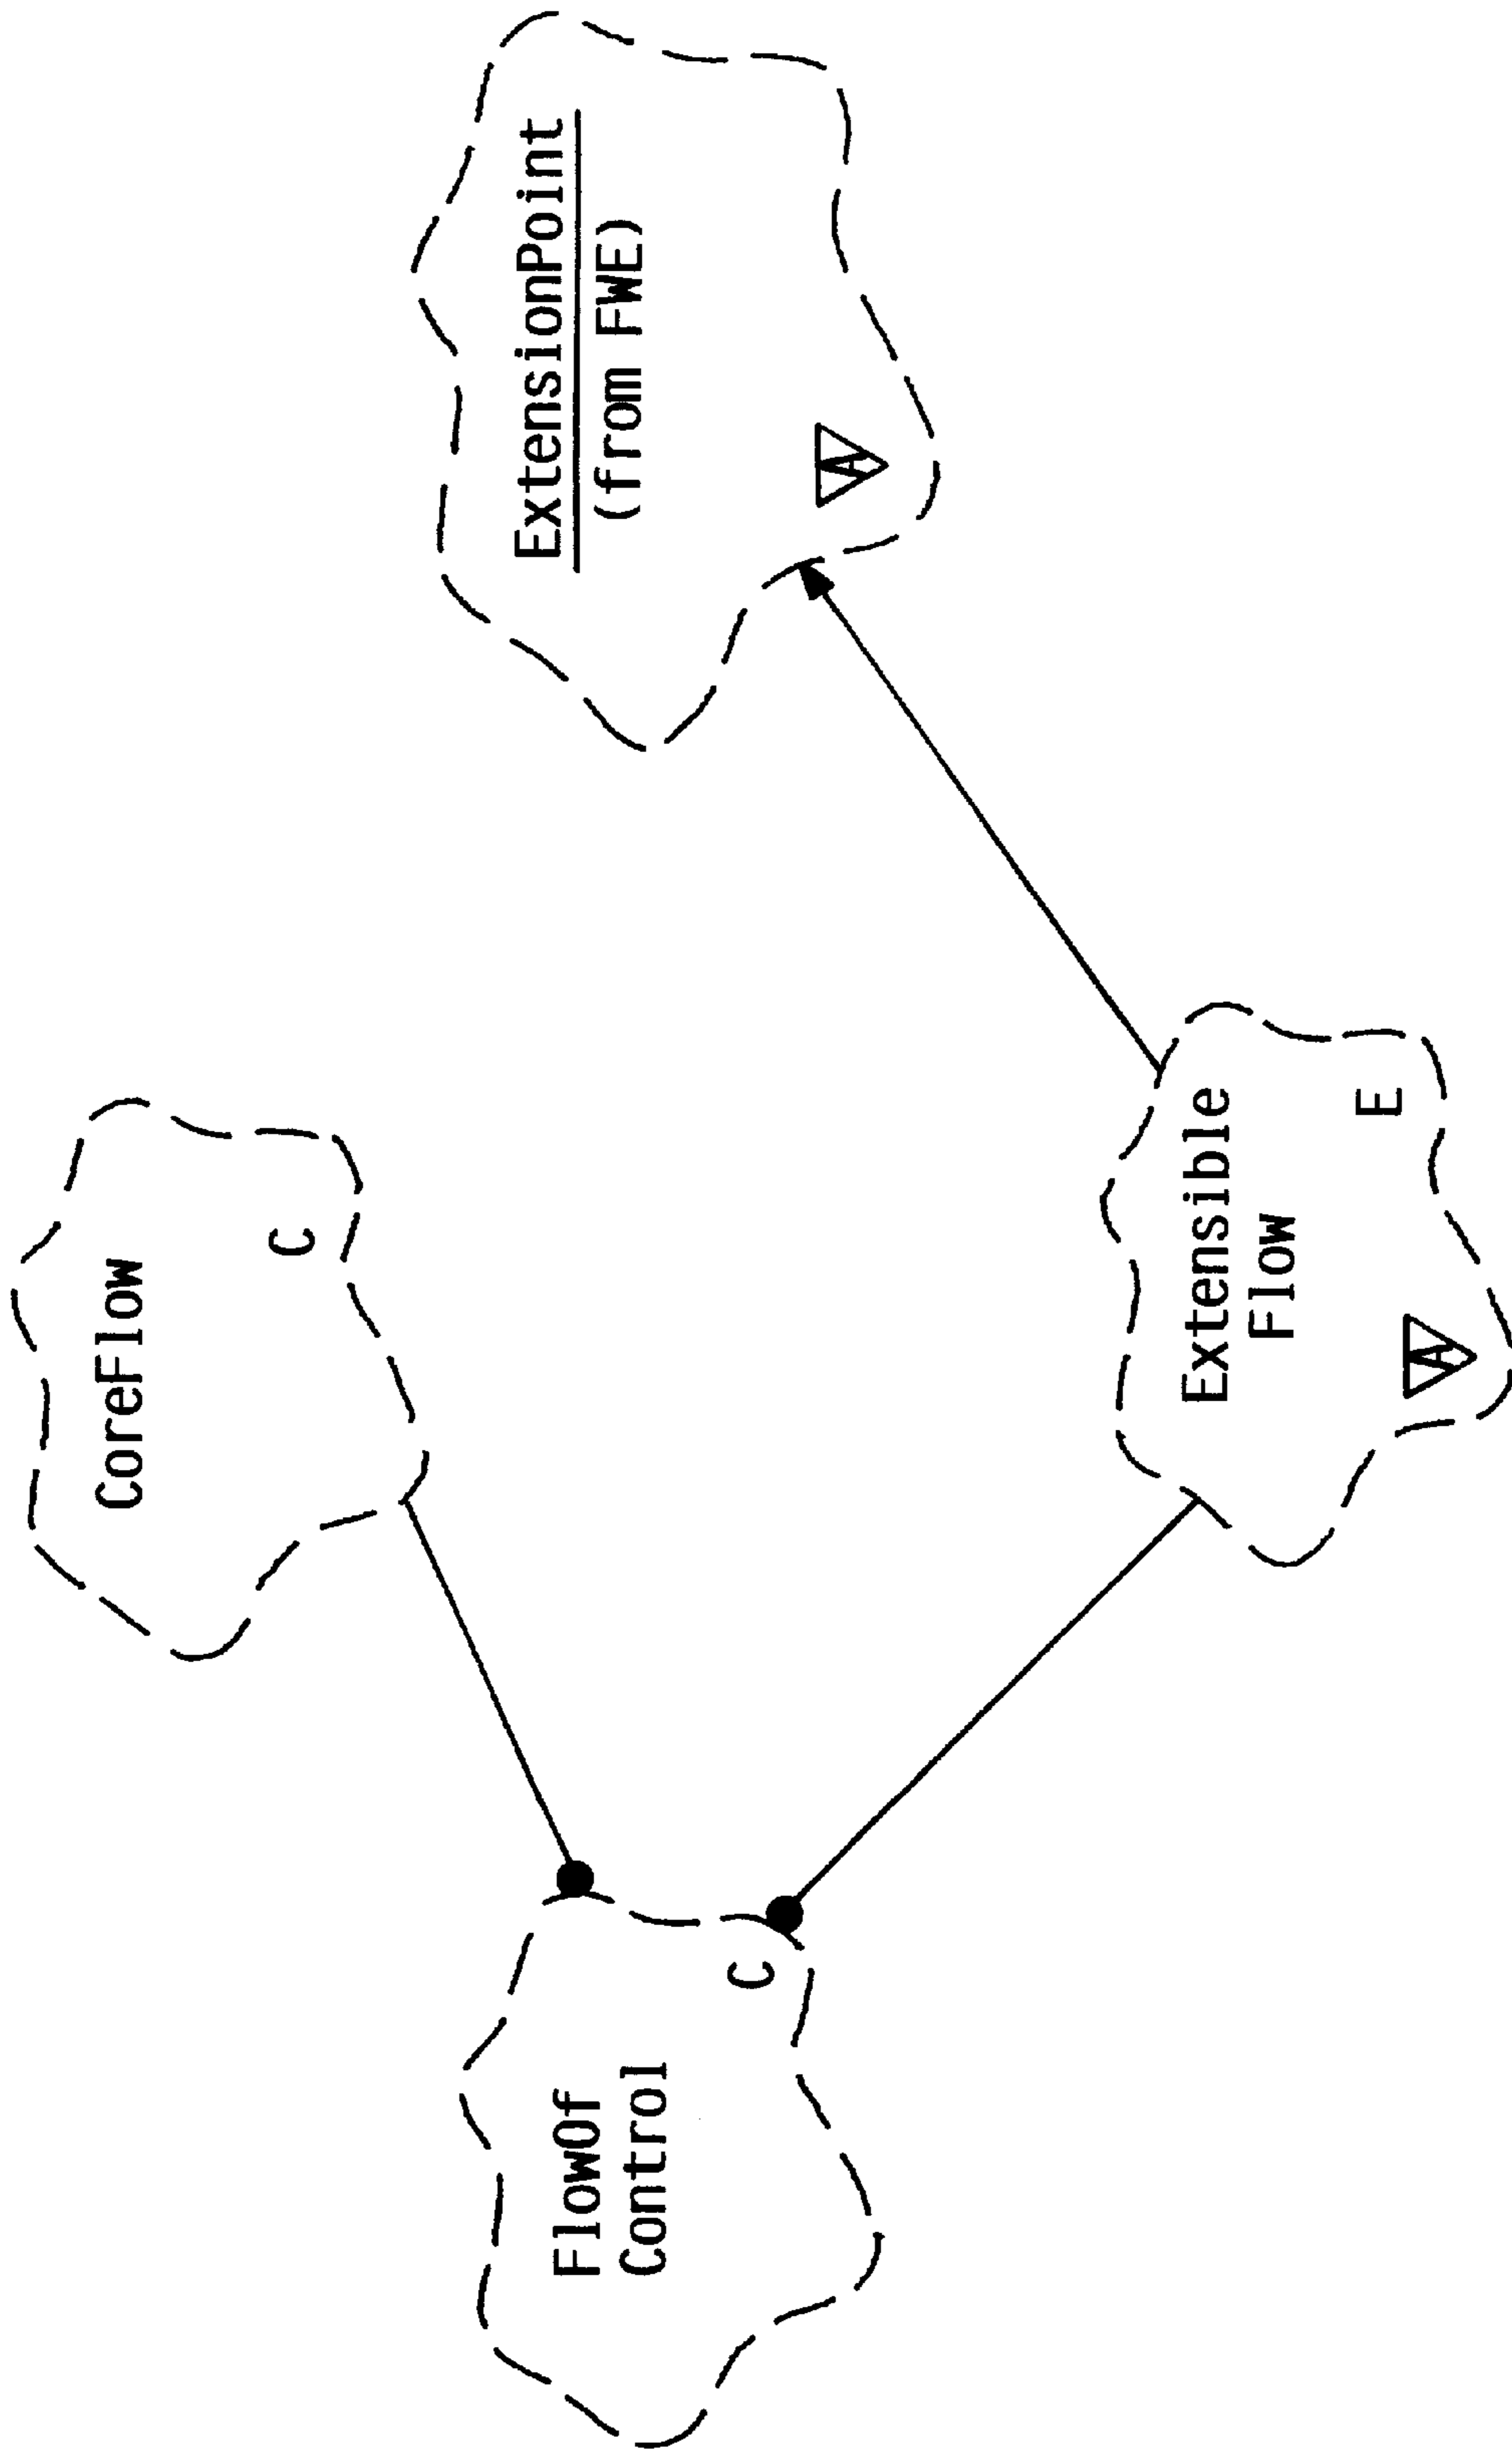 CoreFlow
C
FlowOf
Control
C
ExtensionPoint
(from FWE)
A
Extensible
Flow
E
A